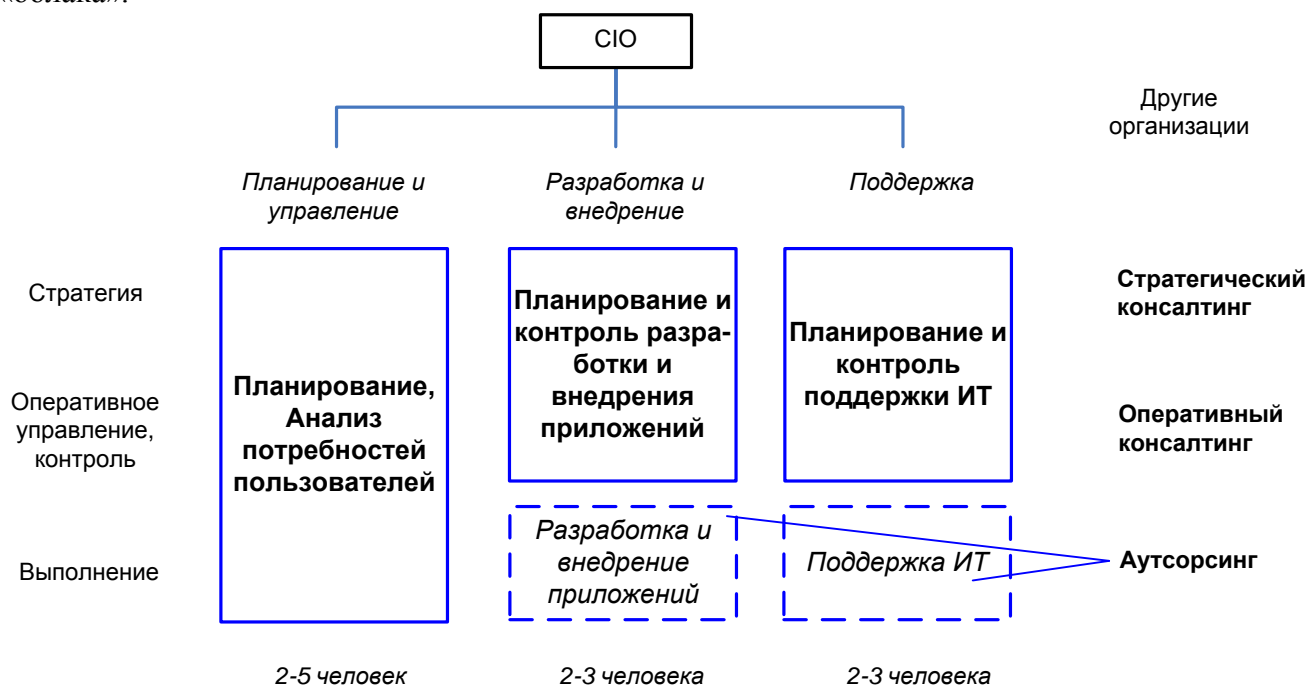 «облака».
CIO
Другие
организации
Планирование и
управление
Разработка и
внедрение
Поддержка
Стратегия
Оперативное
управление,
контроль
Выполнение
Планирование,
Анализ
потребностей
пользователей
Планирование и
контроль разра-
ботки и
внедрения
приложений
Планирование и
контроль
поддержки ИТ
Стратегический
консалтинг
Оперативный
консалтинг
Разработка и
внедрение
приложений
Поддержка ИТ
Аутсорсинг
2-5 человек
2-3 человека
2-3 человека